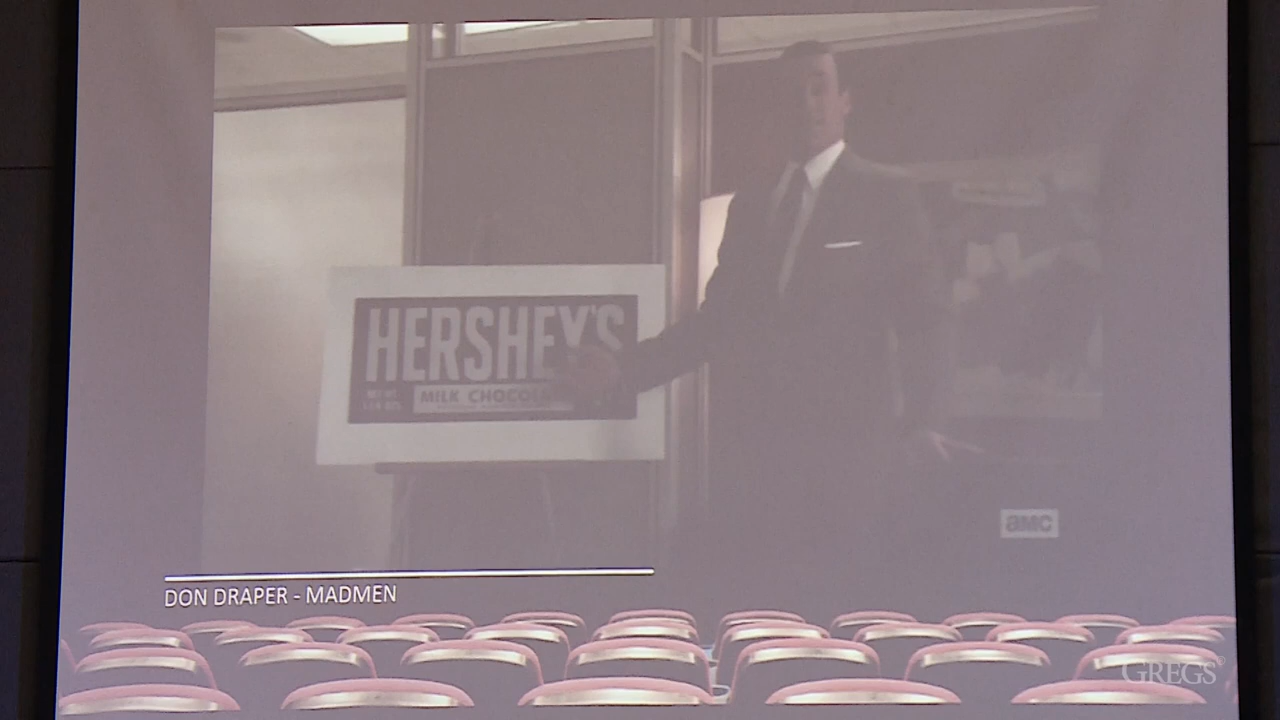 HERSHEY'S
MILK CHOCOL
amc
DON DRAPER - MADMEN
GREGS®